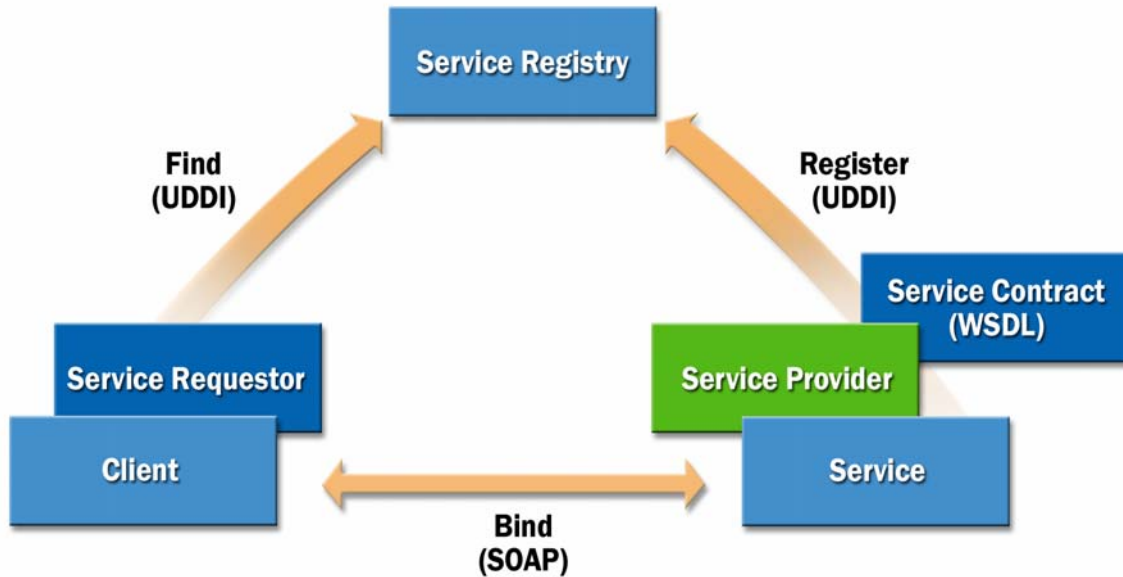 Service Registry
Find
(UDDI)
Register
(UDDI)
Service Contract
(WSDL)
Service Requestor
Service Provider
Client
Service
Bind
(SOAP)